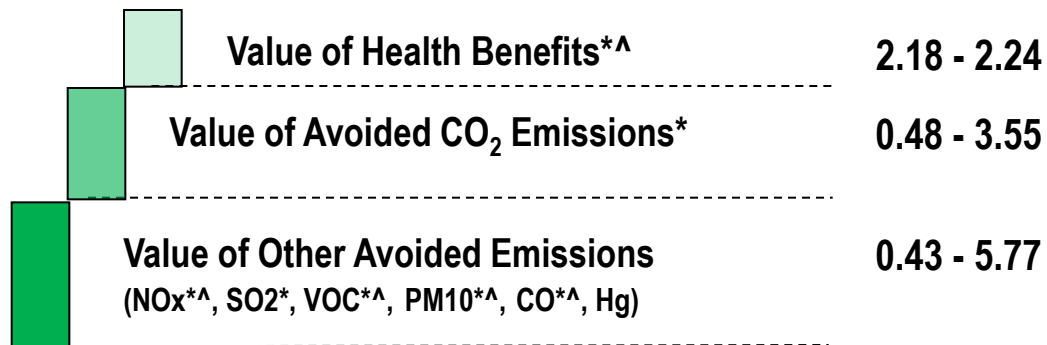 Value of Health Benefits*^ 2.18 - 2.24
Value of Avoided CO₂ Emissions* 0.48 - 3.55
Value of Other Avoided Emissions 0.43 - 5.77
(NOx*^, SO2*, VOC*^, PM10*^, CO*^, Hg)